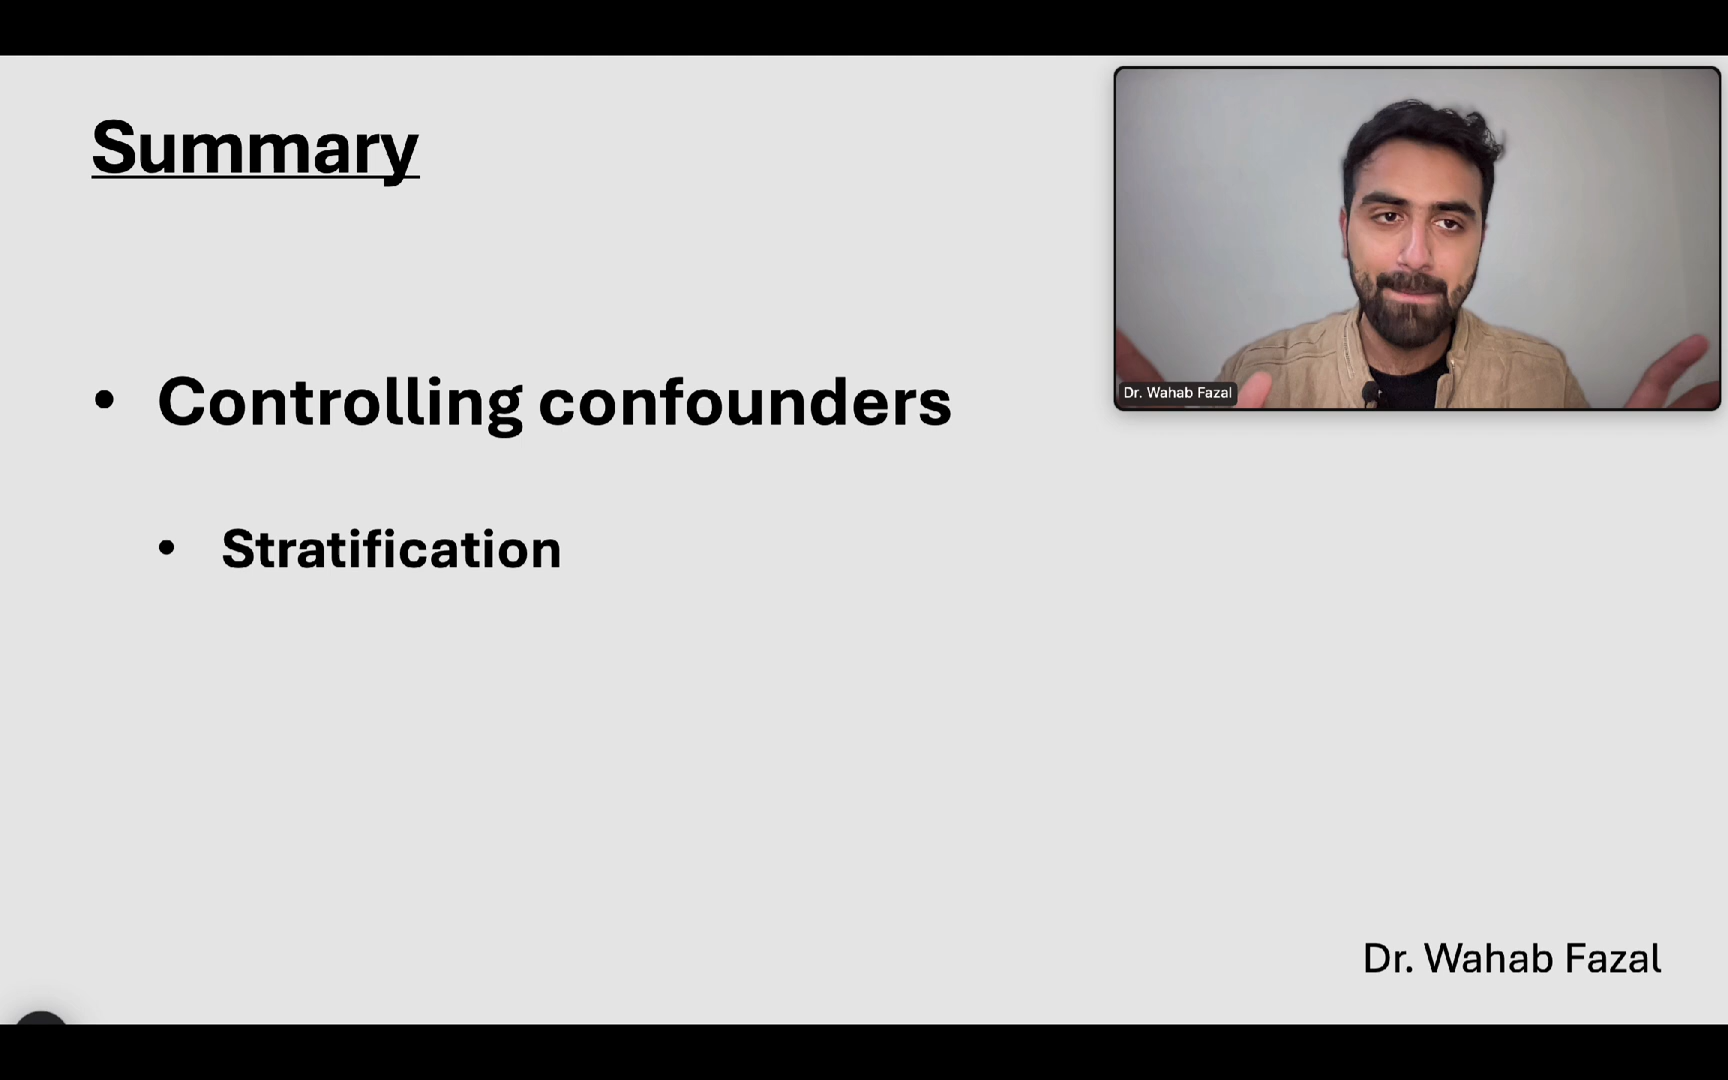 Summary
Dr. Wahab Fazal
• Controlling confounders
• Stratification
Dr. Wahab Fazal